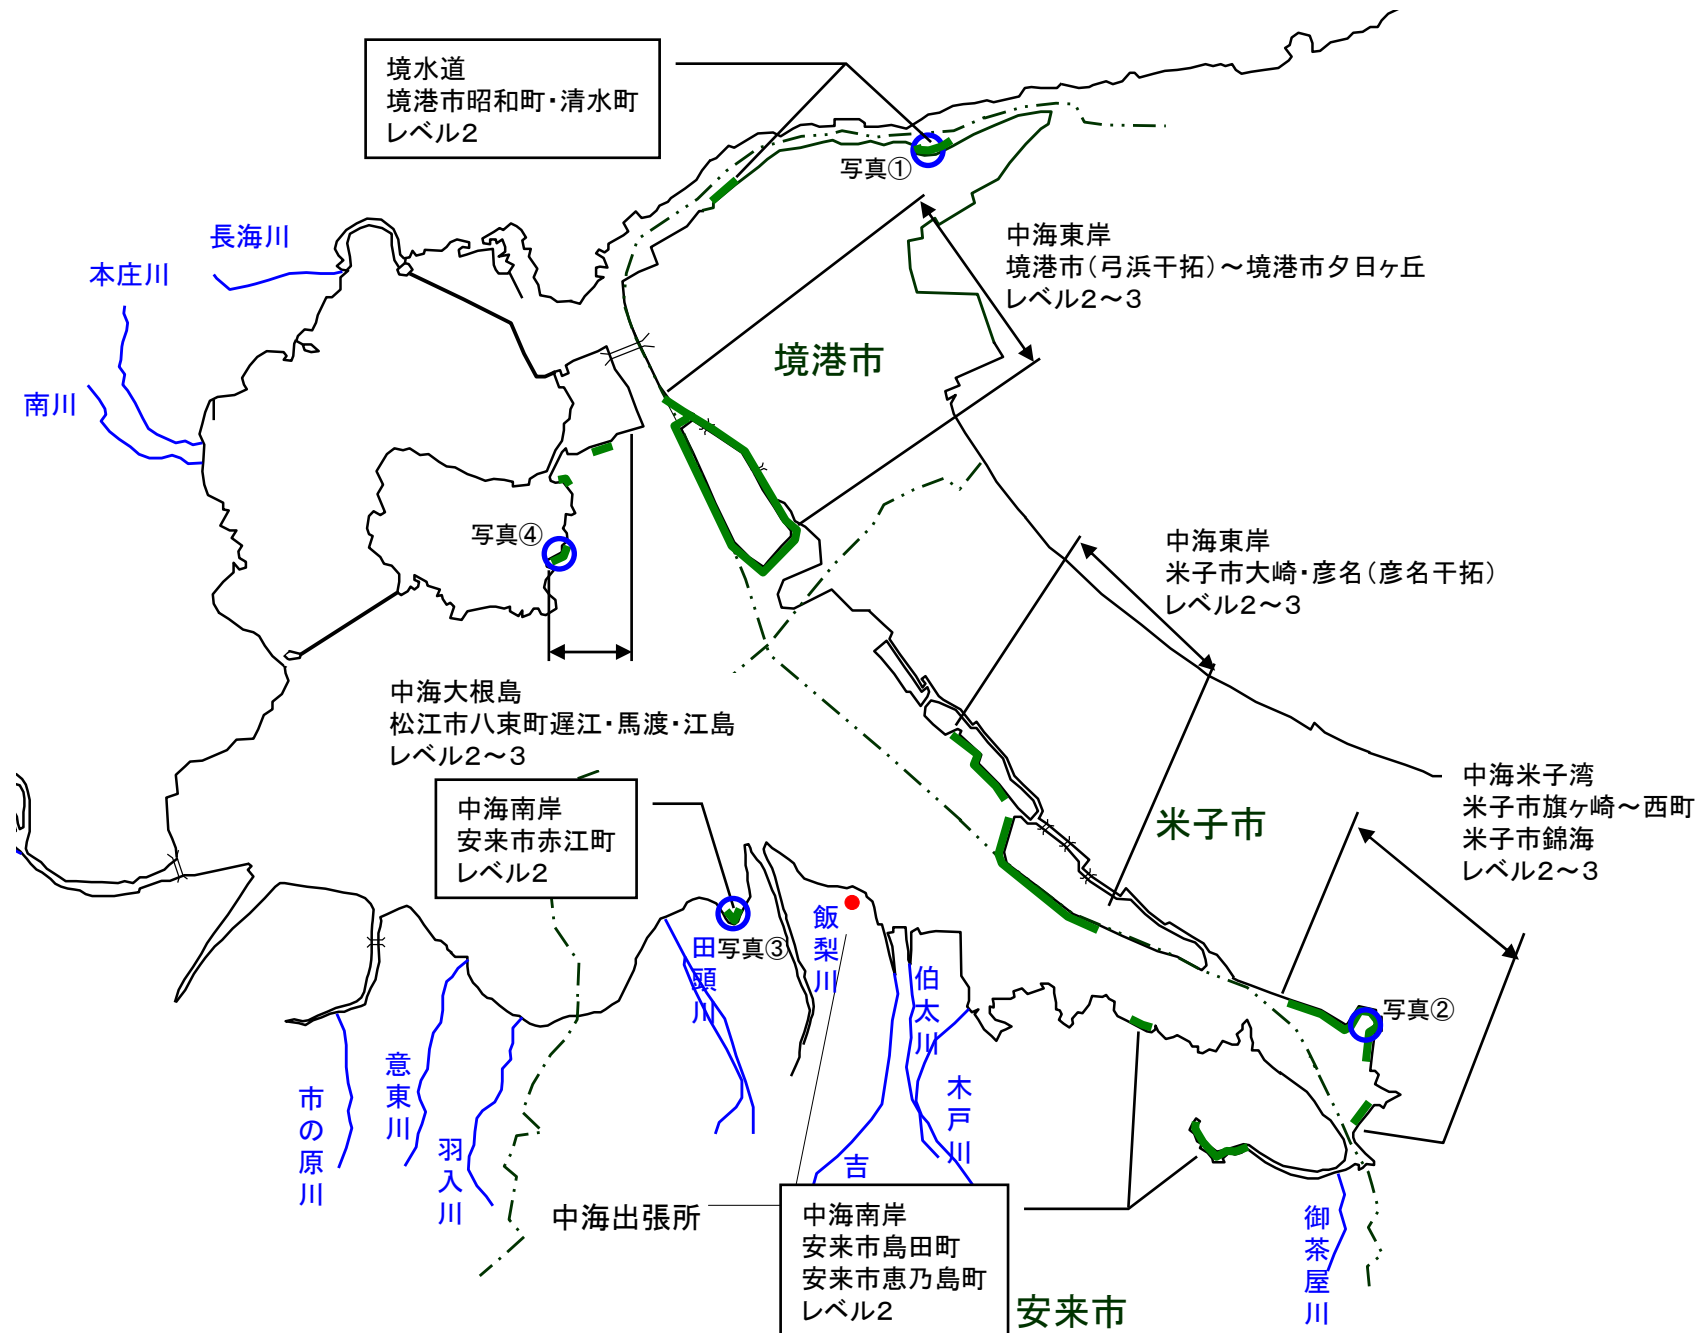 境水道
境港市昭和町・清水町
レベル２
写真①
長海川
本庄川
南川
中海東岸
境港市（弓浜干拓）～境港市夕日ヶ丘
レベル２～３
境港市
写真④
中海東岸
米子市大崎・彦名（彦名干拓）
レベル２～３
中海大根島
松江市八束町遅江・馬渡・江島
レベル２～３
中海米子湾
米子市旗ヶ崎～西町
米子市錦海
レベル２～３
中海南岸
安来市赤江町
レベル２
米子市
写真③
田頭川
飯梨川
伯太川
写真②
木戸川
意東川
市の原川
羽入川
吉
中海出張所
中海南岸
安来市島田町
安来市恵乃島町
レベル２
御茶屋川
安来市